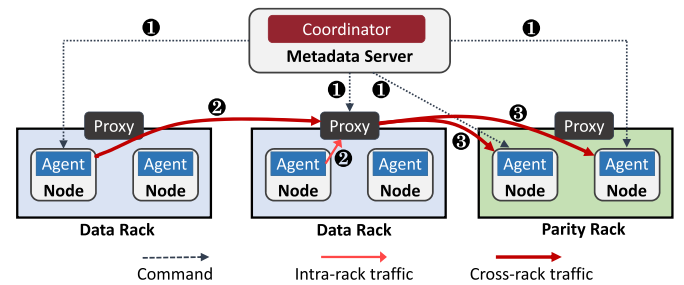 Coordinator
Metadata Server
❶ ❶
❶ ❶
❷ ❸
Proxy Proxy Proxy
❷ ❸
Agent Agent Agent Agent Agent Agent
Node Node Node Node Node Node
Data Rack Data Rack Parity Rack
Command Intra-rack traffic Cross-rack traffic